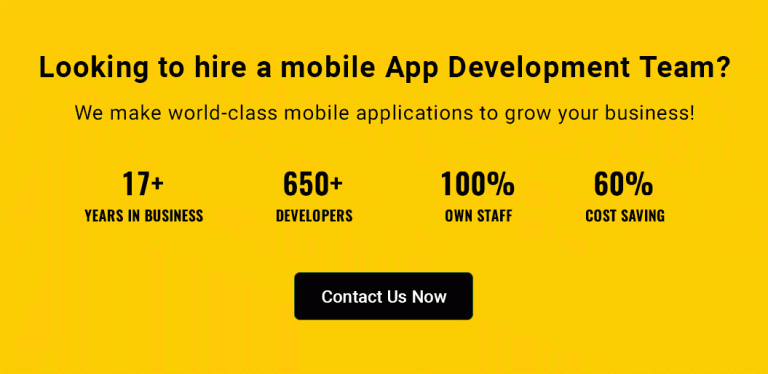 Looking to hire a mobile App Development Team?
We make world-class mobile applications to grow your business!
17+ 650+ 100% 60%
YEARS IN BUSINESS DEVELOPERS OWN STAFF COST SAVING
Contact Us Now